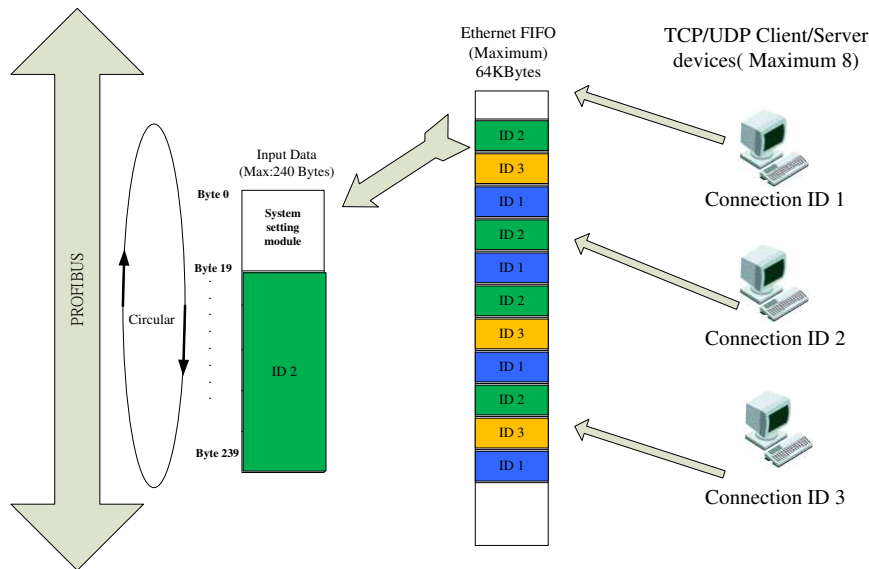 PROFIBUS
Circular
Input Data
(Max:240 Bytes)
Byte 0
System
setting
module
Byte 19
ID 2
Byte 239
Ethernet FIFO
(Maximum)
64KBytes
ID 2
ID 3
ID 1
ID 2
ID 1
ID 2
ID 3
ID 1
ID 2
ID 3
ID 1
TCP/UDP Client/Server
devices( Maximum 8)
Connection ID 1
Connection ID 2
Connection ID 3